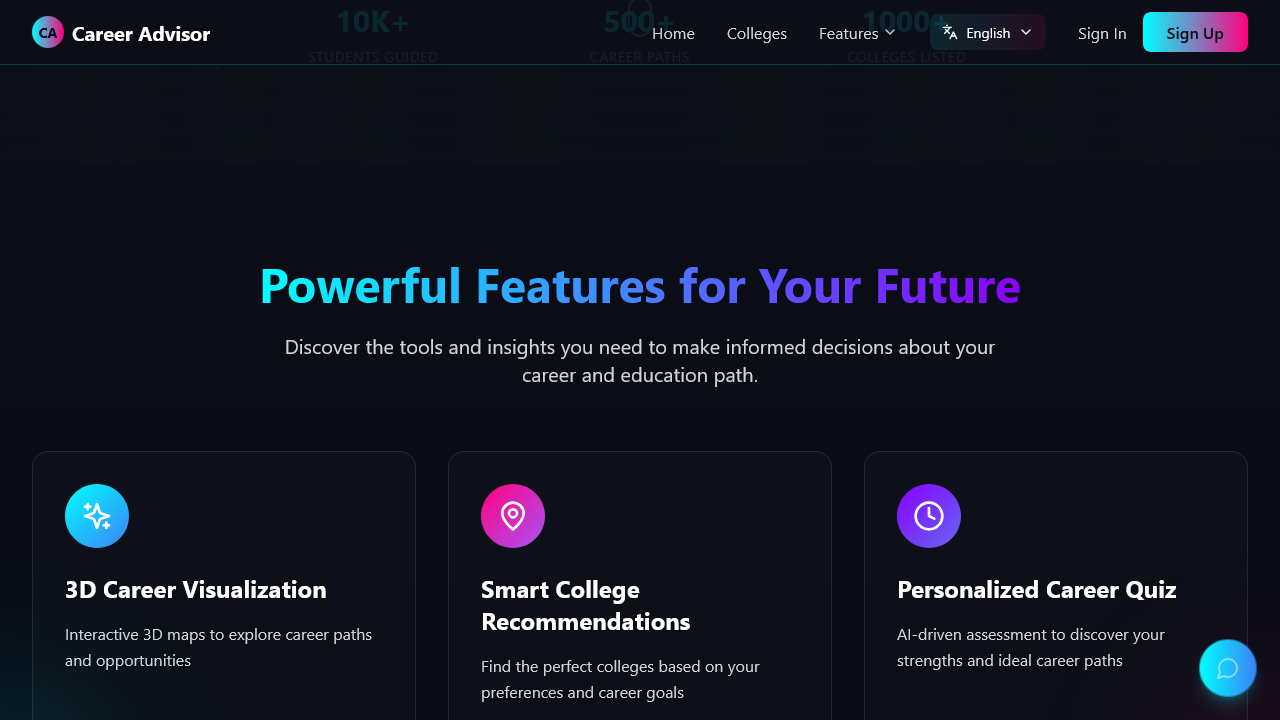 10K+
500+
1000+
CA Career Advisor
Home
Colleges
Features
English
Sign In
Sign Up
STUDENTS GUIDED
CAREER PATHS
COLLEGES LISTED
Powerful Features for Your Future
Discover the tools and insights you need to make informed decisions about your
career and education path.
3D Career Visualization
Interactive 3D maps to explore career paths
and opportunities
Smart College
Recommendations
Find the perfect colleges based on your
preferences and career goals
Personalized Career Quiz
AI-driven assessment to discover your
strengths and ideal career paths